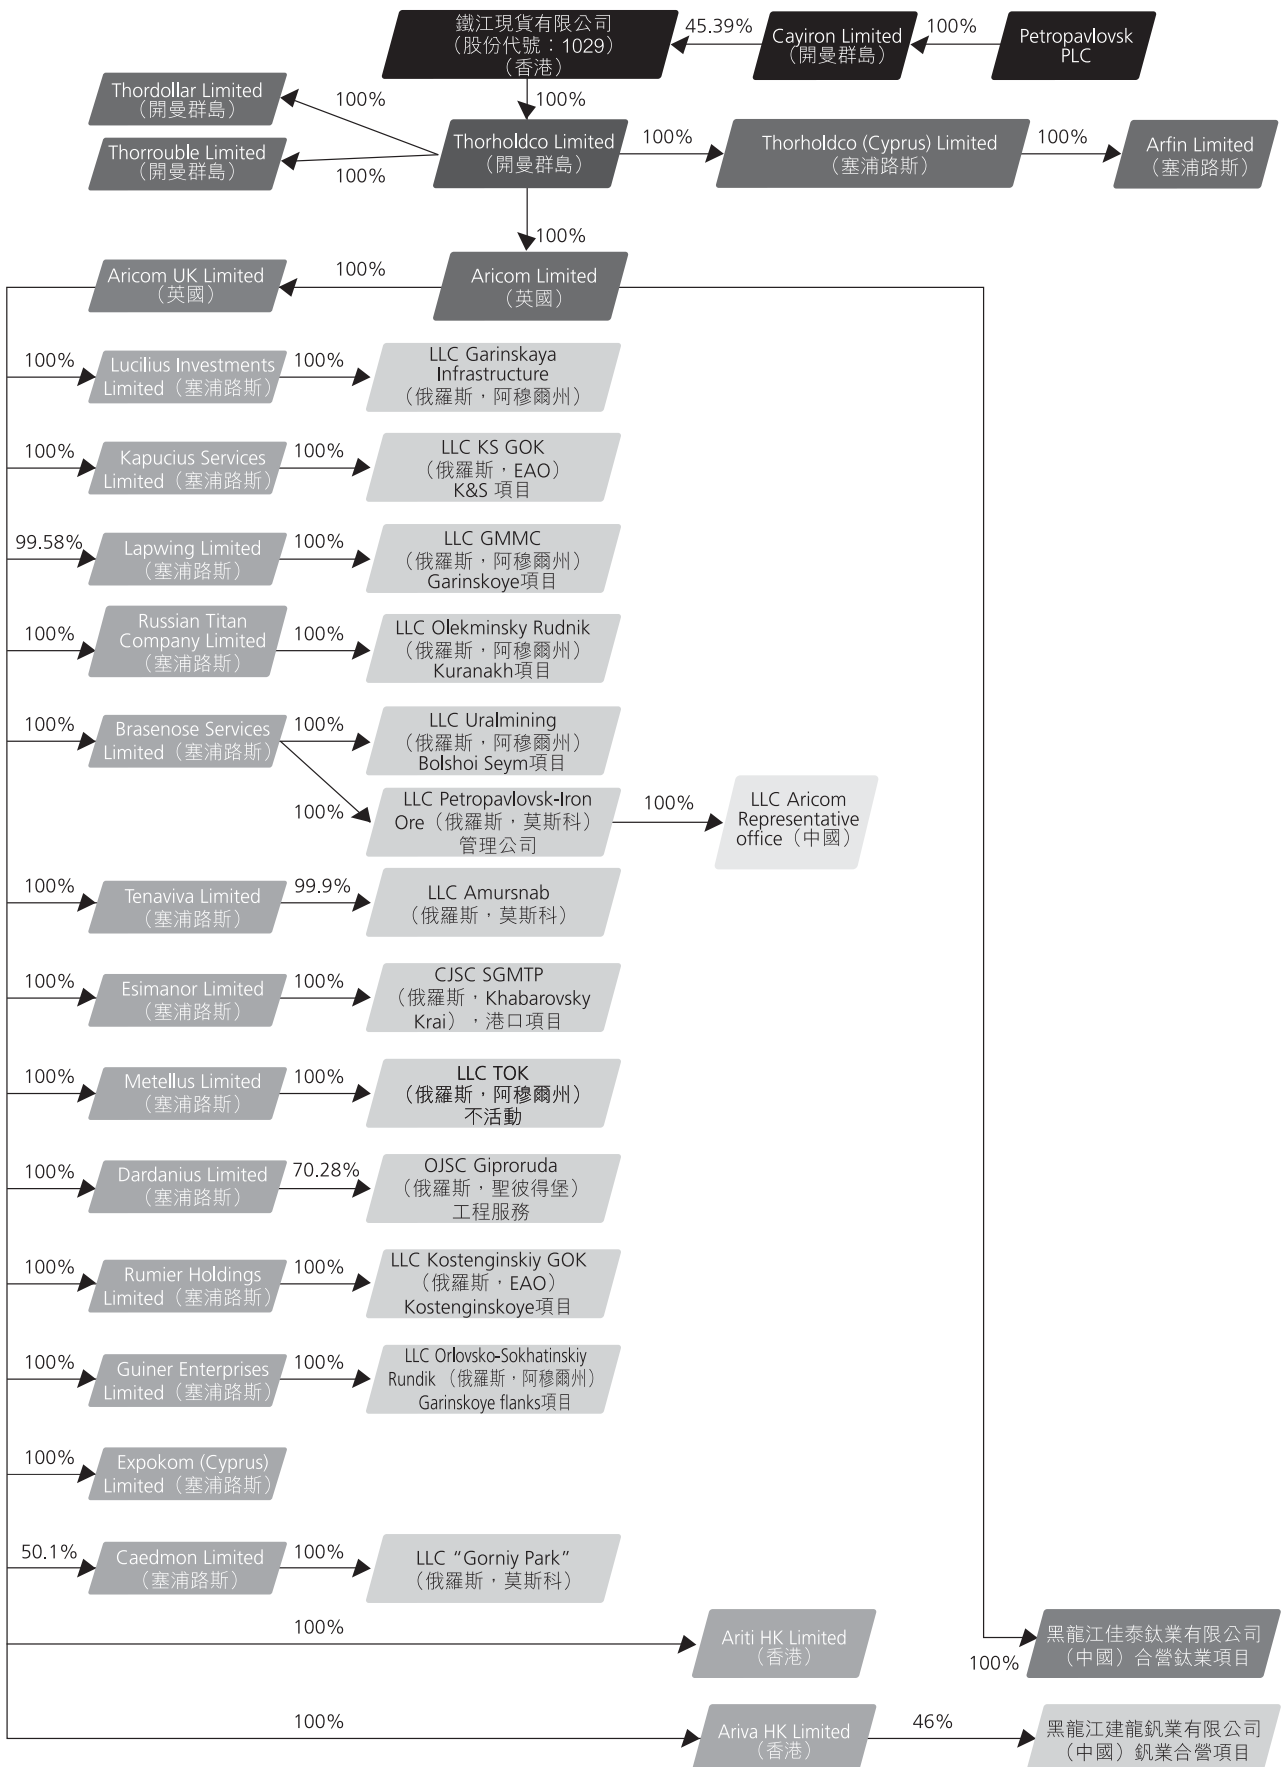 鐵江現貨有限公司
（股份代號：1029）
（香港）
45.39%
Cayiron Limited
（開曼群島）
100%
Petropavlovsk
PLC
Thordollar Limited
（開曼群島）
100%
100%
Thorrouble Limited
（開曼群島）
100%
Thorholdco Limited
（開曼群島）
100%
Thorholdco (Cyprus) Limited
（塞浦路斯）
100%
Arfin Limited
（塞浦路斯）
100%
Aricom UK Limited
（英國）
100%
Aricom Limited
（英國）
100%
Lucilius Investments
Limited（塞浦路斯）
100%
LLC Garinskaya
Infrastructure
（俄羅斯，阿穆爾州）
100%
Kapucius Services
Limited（塞浦路斯）
100%
LLC KS GOK
（俄羅斯，EAO）
K&S 項目
99.58%
Lapwing Limited
（塞浦路斯）
100%
LLC GMMC
（俄羅斯，阿穆爾州）
Garinskoye項目
100%
Russian Titan
Company Limited
（塞浦路斯）
100%
LLC Olekminsky Rudnik
（俄羅斯，阿穆爾州）
Kuranakh項目
100%
Brasenose Services
Limited（塞浦路斯）
100%
LLC Uralmining
（俄羅斯，阿穆爾州）
Bolshoi Seym項目
100%
LLC Petropavlovsk-Iron
Ore（俄羅斯，莫斯科）
管理公司
100%
LLC Aricom
Representative
office（中國）
100%
Tenaviva Limited
（塞浦路斯）
99.9%
LLC Amursnab
（俄羅斯，莫斯科）
100%
Esimanor Limited
（塞浦路斯）
100%
CJSC SGMTP
（俄羅斯，Khabarovsky
Krai），港口項目
100%
Metellus Limited
（塞浦路斯）
100%
LLC TOK
（俄羅斯，阿穆爾州）
不活動
100%
Dardanius Limited
（塞浦路斯）
70.28%
OJSC Giproruda
（俄羅斯，聖彼得堡）
工程服務
100%
Rumier Holdings
Limited（塞浦路斯）
100%
LLC Kostenginskiy GOK
（俄羅斯，EAO）
Kostenginskoye項目
100%
Guiner Enterprises
Limited（塞浦路斯）
100%
LLC Orlovsko-Sokhatinskiy
Rundik （俄羅斯，阿穆爾州）
Garinskoye flanks項目
100%
Expokom (Cyprus)
Limited（塞浦路斯）
50.1%
Caedmon Limited
（塞浦路斯）
100%
LLC “Gorniy Park”
（俄羅斯，莫斯科）
100%
Ariti HK Limited
（香港）
100%
黑龍江佳泰鈦業有限公司
（中國）合營鈦業項目
100%
Ariva HK Limited
（香港）
46%
黑龍江建龍釩業有限公司
（中國）釩業合營項目